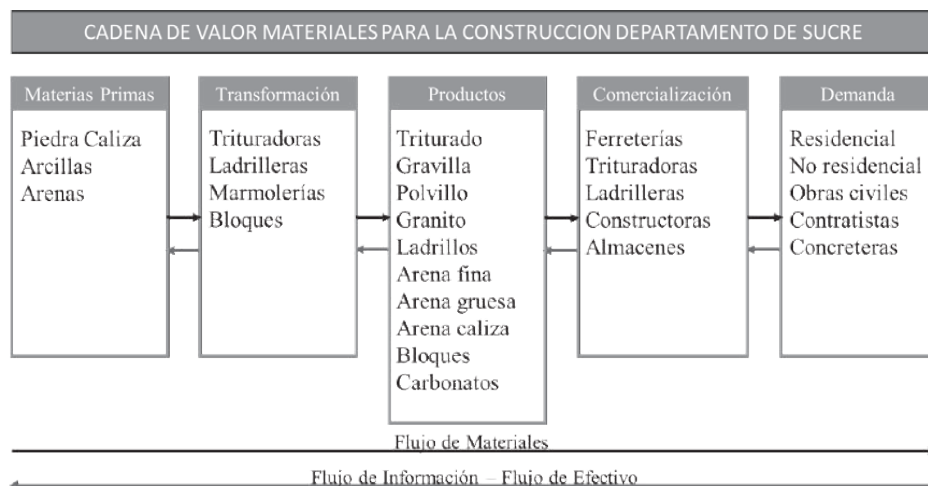 CADENA DE VALOR MATERIALES PARA LA CONSTRUCCION DEPARTAMENTO DE SUCRE
Materias Primas
Piedra Caliza
Arcillas
Arenas
Transformación
Trituradoras
Ladrilleras
Marmolerías
Bloques
Productos
Triturado
Gravilla
Polvillo
Granito
Ladrillos
Arena fina
Arena gruesa
Arena caliza
Bloques
Carbonatos
Comercialización
Ferreterías
Trituradoras
Ladrilleras
Constructoras
Almacenes
Demanda
Residencial
No residencial
Obras civiles
Contratistas
Concreteras
Flujo de Materiales
Flujo de Información – Flujo de Efectivo